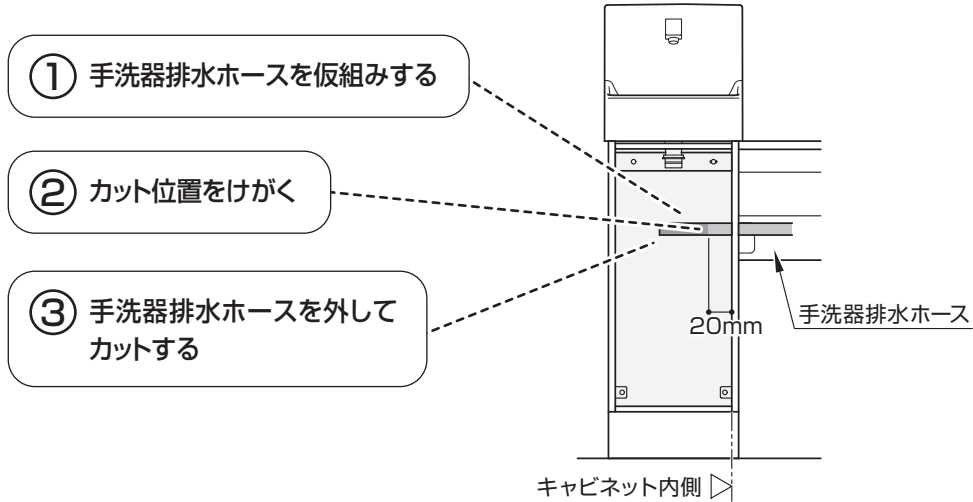 ① 手洗器排水ホースを仮組みする
② カット位置をけがく
③ 手洗器排水ホースを外して
カットする
20mm
手洗器排水ホース
キャビネット内側